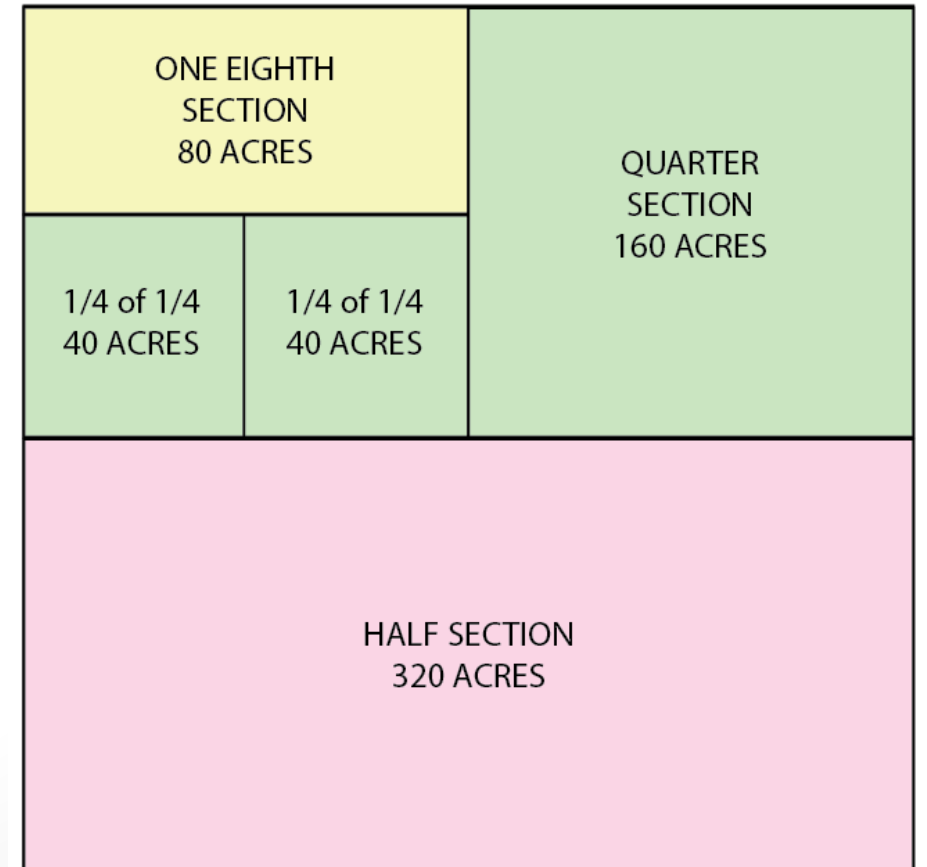 ONE EIGHTH
SECTION
80 ACRES
QUARTER
SECTION
160 ACRES
1/4 of 1/4
40 ACRES
1/4 of 1/4
40 ACRES
HALF SECTION
320 ACRES